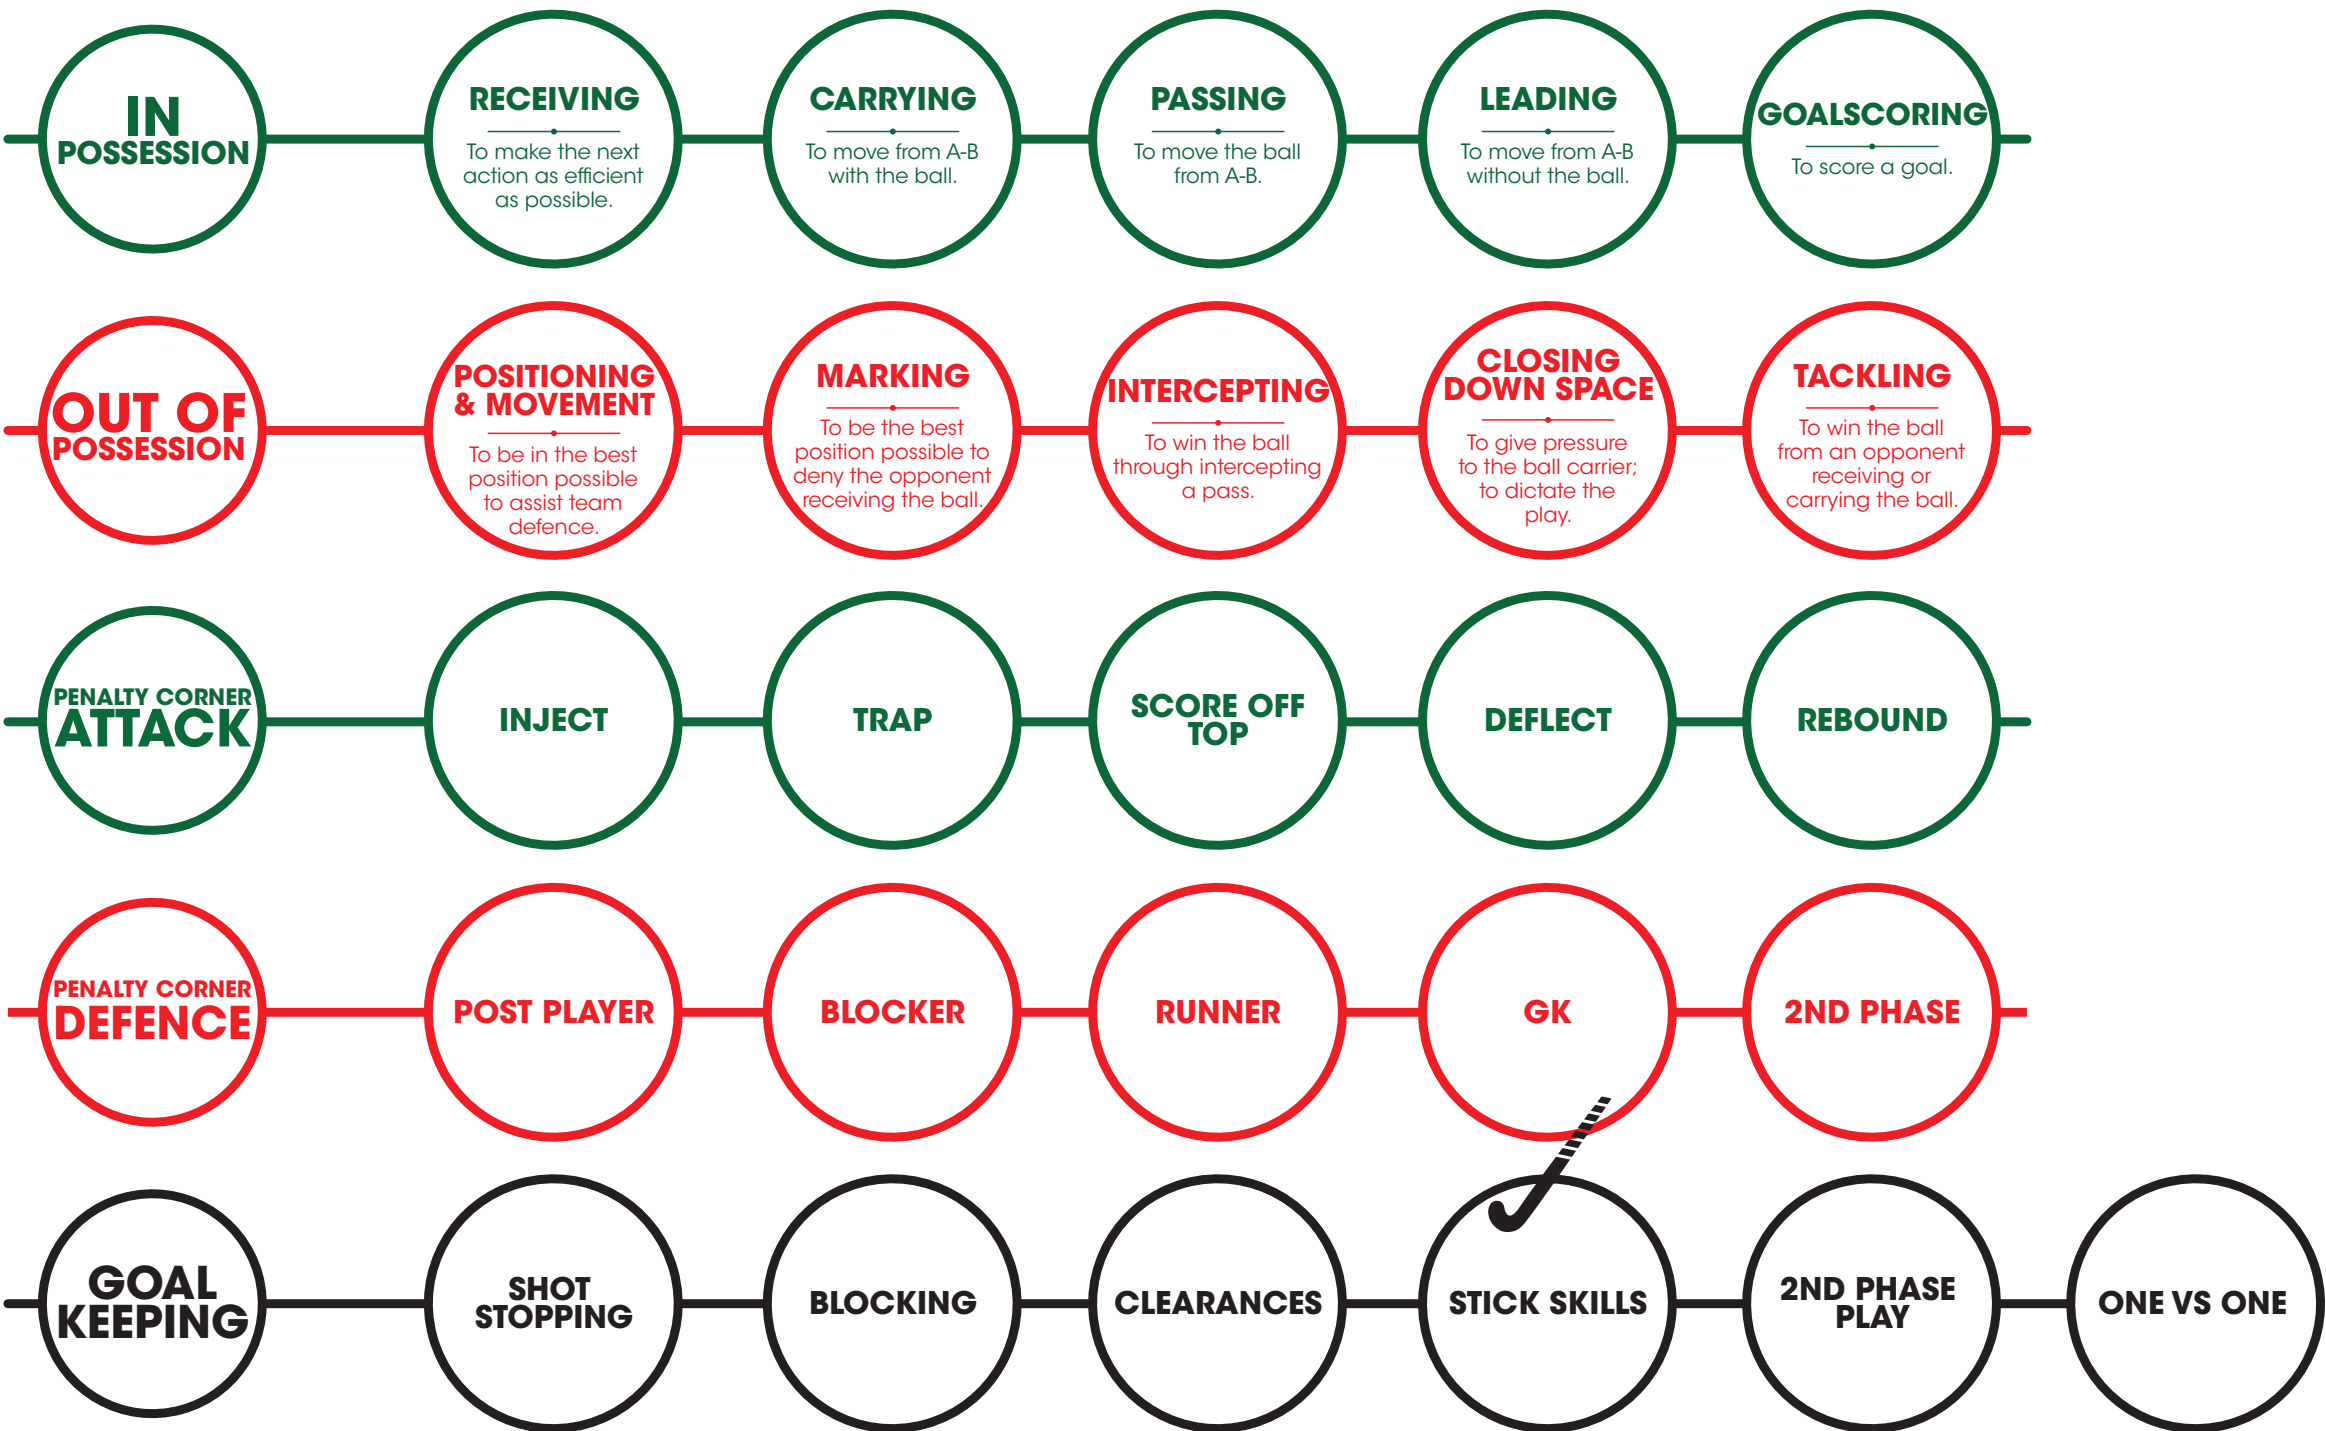 IN
POSSESSION
RECEIVING
To make the next
action as efficient
as possible.
CARRYING
To move from A-B
with the ball.
PASSING
To move the ball
from A-B.
LEADING
To move from A-B
without the ball.
GOALSCORING
To score a goal.
OUT OF
POSSESSION
POSITIONING
& MOVEMENT
To be in the best
position possible
to assist team
defence.
MARKING
To be the best
position possible to
deny the opponent
receiving the ball.
INTERCEPTING
To win the ball
through intercepting
a pass.
CLOSING
DOWN SPACE
To give pressure
to the ball carrier;
to dictate the
play.
TACKLING
To win the ball
from an opponent
receiving or
carrying the ball.
PENALTY CORNER
ATTACK
INJECT
TRAP
SCORE OFF
TOP
DEFLECT
REBOUND
PENALTY CORNER
DEFENCE
POST PLAYER
BLOCKER
RUNNER
GK
2ND PHASE
GOAL
KEEPING
SHOT
STOPPING
BLOCKING
CLEARANCES
STICK SKILLS
2ND PHASE
PLAY
ONE VS ONE